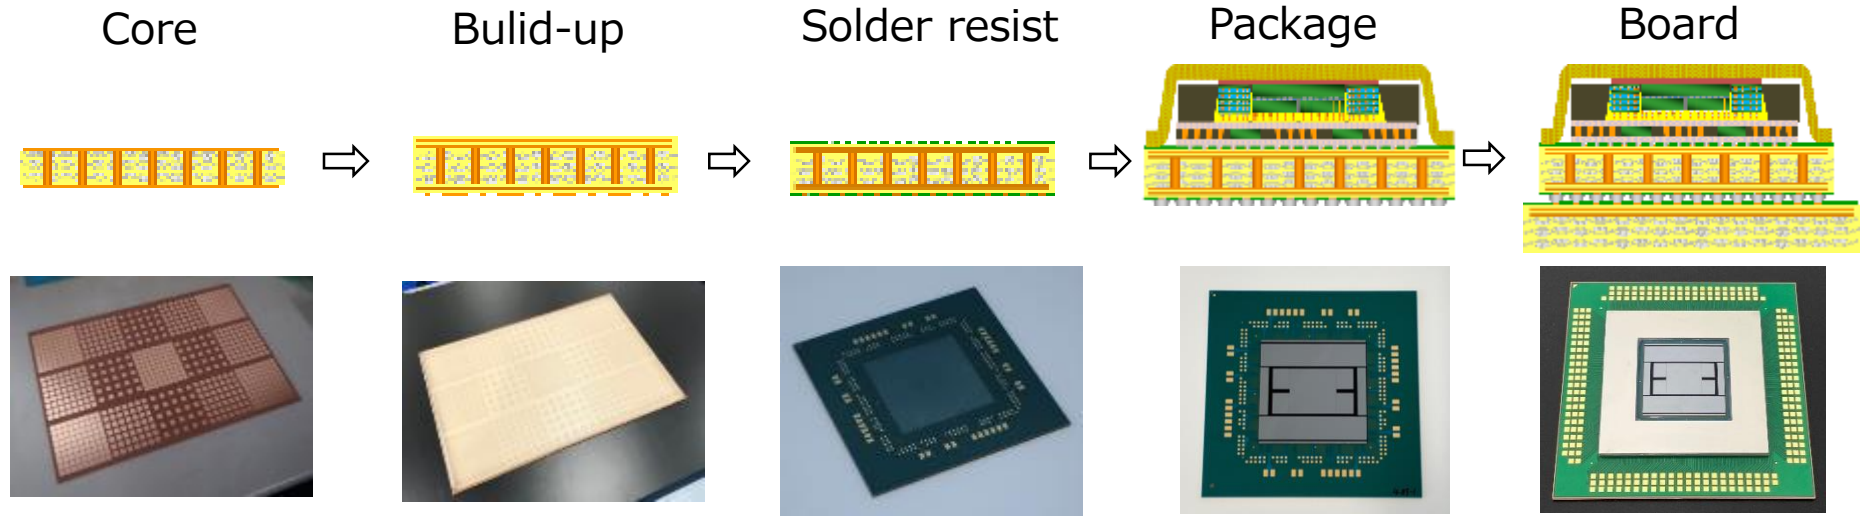 Core
Bulid-up
Solder resist
Package
Board